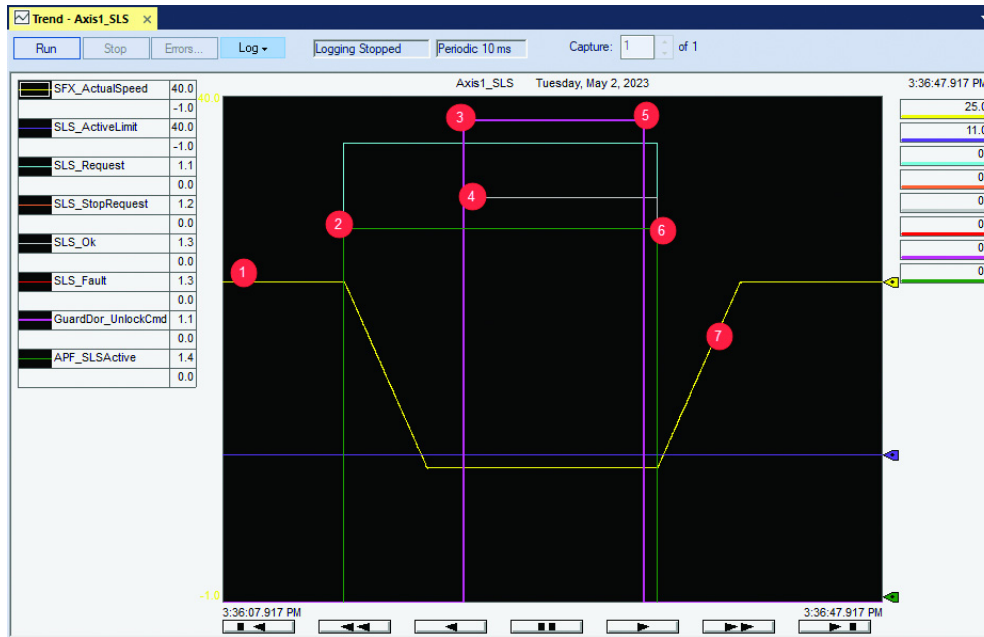 Trend - Axis1_SLS ×
Run Stop Errors... Log Logging Stopped Periodic 10 ms Capture: 1 of 1
Axis1_SLS Tuesday, May 2, 2023 3:36:47.917 PM
SFX_ActualSpeed 40.0
-1.0
SLS_ActiveLimit 40.0
-1.0
SLS_Request 1.1
0.0
SLS_StopRequest 1.2
0.0
SLS_Ok 1.3
0.0
SLS_Fault 1.3
0.0
GuardDor_UnlockCmd 1.1
0.0
APF_SLSActive 1.4
0.0
40.0
3
5
4
2
6
1
7
-1.0
25.0
11.0
0
0
0
0
0
0
3:36:07.917 PM 3:36:47.917 PM